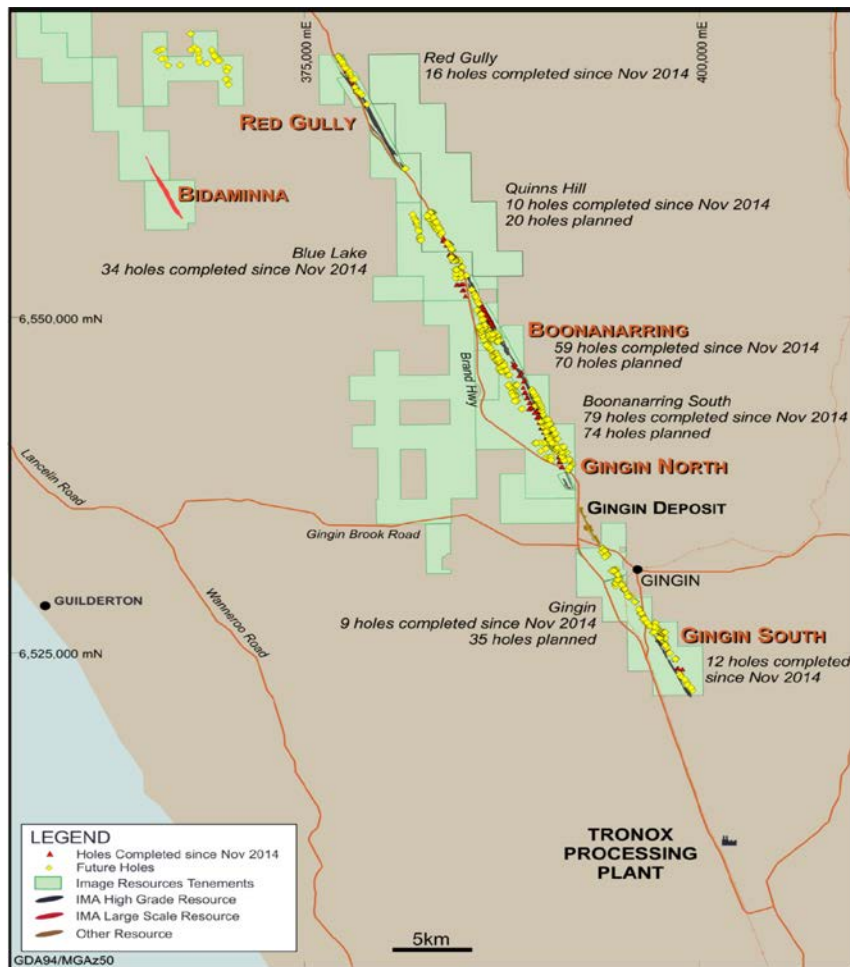 375,000 mE
400,000 mE
Red Gully
16 holes completed since Nov 2014
RED GULLY
BIDAMINNA
Quinns Hill
10 holes completed since Nov 2014
20 holes planned
Blue Lake
34 holes completed since Nov 2014
6,550,000 mN
BOONANARRING
59 holes completed since Nov 2014
70 holes planned
Brand Hwy
Boonanarring South
79 holes completed since Nov 2014
74 holes planned
Lancelin Road
GINGIN NORTH
GINGIN DEPOSIT
Gingin Brook Road
GINGIN
GUILDERTON
Wanneroo Road
Gingin
9 holes completed since Nov 2014
35 holes planned
GINGIN SOUTH
12 holes completed
since Nov 2014
6,525,000 mN
TRONOX
PROCESSING
PLANT
LEGEND
Holes Completed since Nov 2014
Future Holes
Image Resources Tenements
IMA High Grade Resource
IMA Large Scale Resource
Other Resource
5km
GDA94/MGAz50